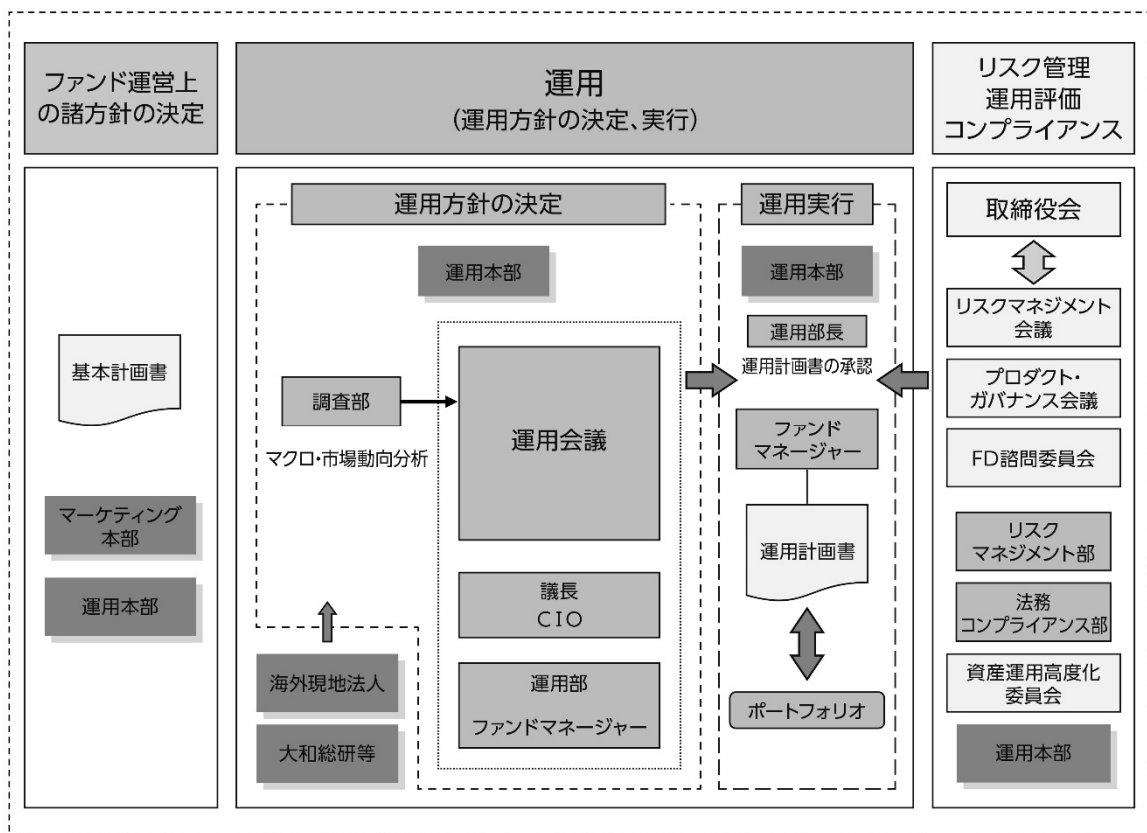 ファンド運営上
の諸方針の決定
運用
(運用方針の決定、実行)
リスク管理
運用評価
コンプライアンス
基本計画書
マーケティング
本部
運用本部
運用方針の決定
運用本部
調査部
マクロ・市場動向分析
運用会議
議長
CIO
運用部
ファンドマネージャー
海外現地法人
大和総研等
運用実行
運用本部
運用部長
運用計画書の承認
ファンド
マネージャー
運用計画書
ポートフォリオ
取締役会
リスクマネジメント
会議
プロダクト・
ガバナンス会議
FD諮問委員会
リスク
マネジメント部
法務
コンプライアンス部
資産運用高度化
委員会
運用本部